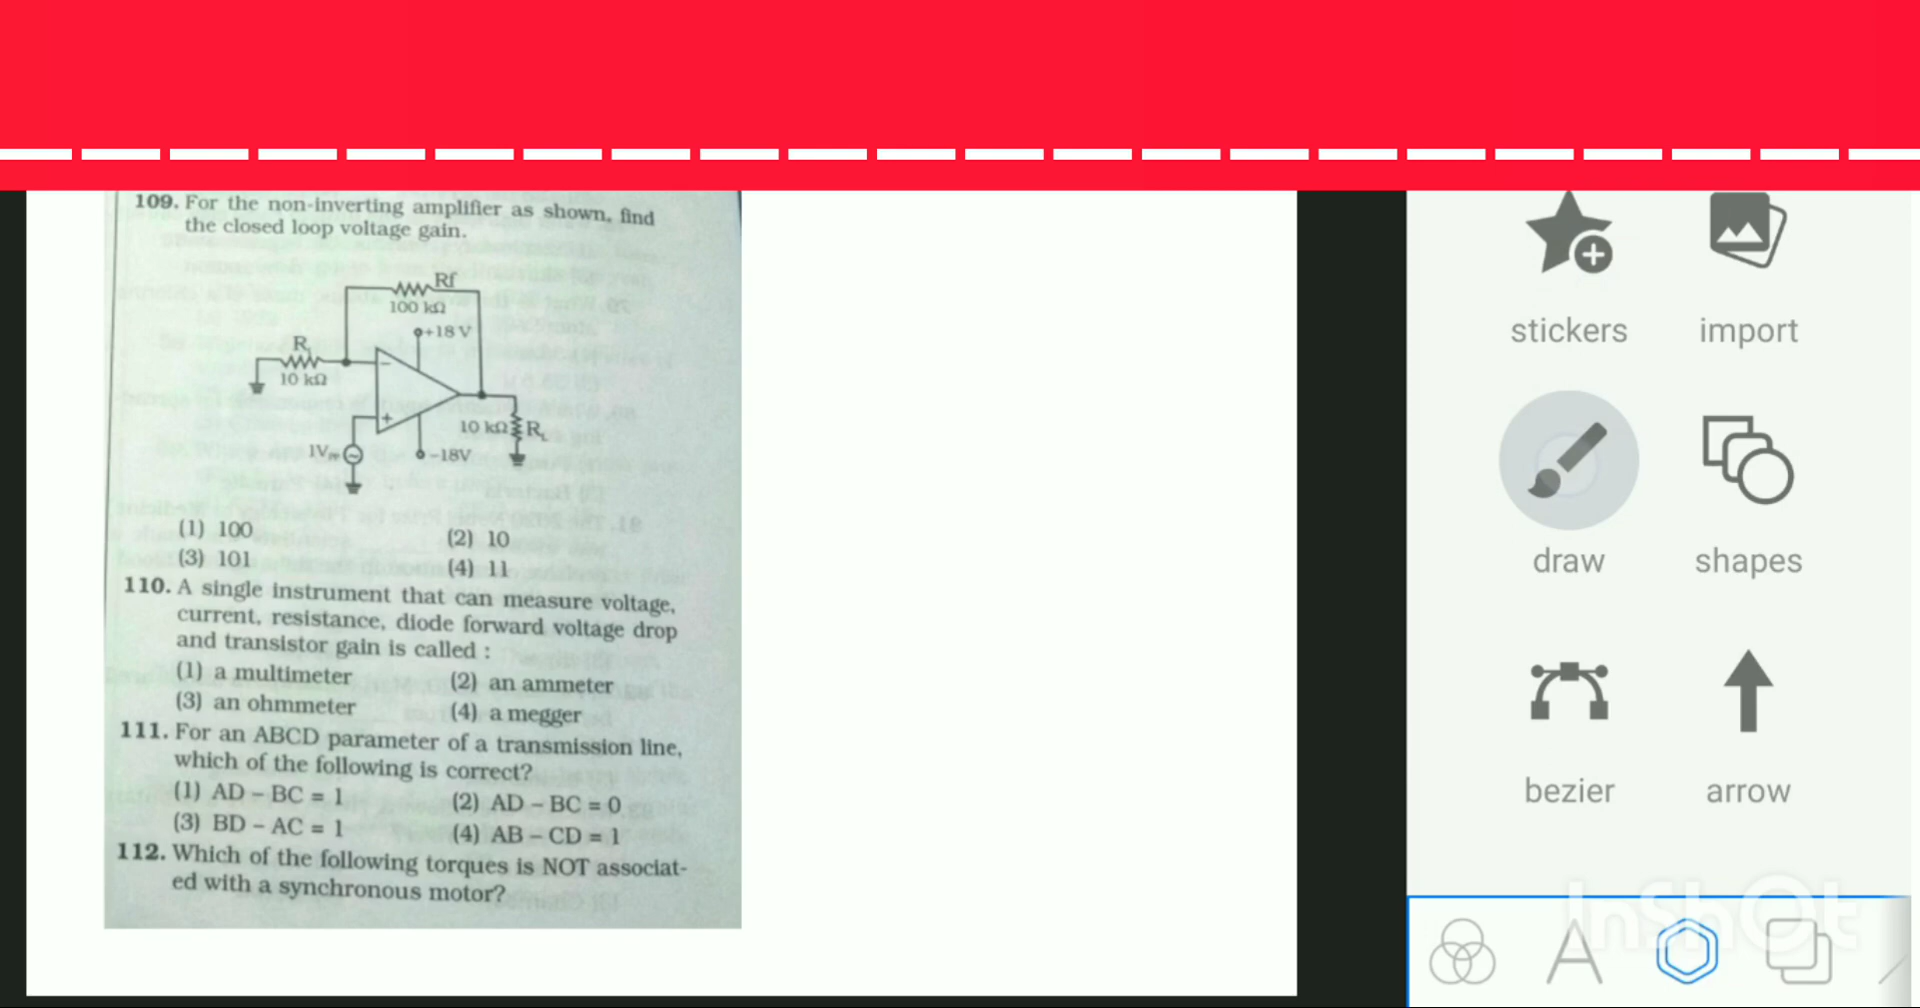 109. For the non-inverting amplifier as shown, find
the closed loop voltage gain.
Rf
100 kΩ
+18 V
R
10 kΩ
10 kΩ
R
L
1V
-18V
(1) 100
(2) 10
(3) 101
(4) 11
110. A single instrument that can measure voltage,
current, resistance, diode forward voltage drop
and transistor gain is called :
(1) a multimeter
(2) an ammeter
(3) an ohmmeter
(4) a megger
111. For an ABCD parameter of a transmission line,
which of the following is correct?
(1) AD – BC = 1
(2) AD – BC = 0
(3) BD – AC = 1
(4) AB – CD = 1
112. Which of the following torques is NOT associat-
ed with a synchronous motor?
stickers
import
draw
shapes
bezier
arrow
InShOt
A